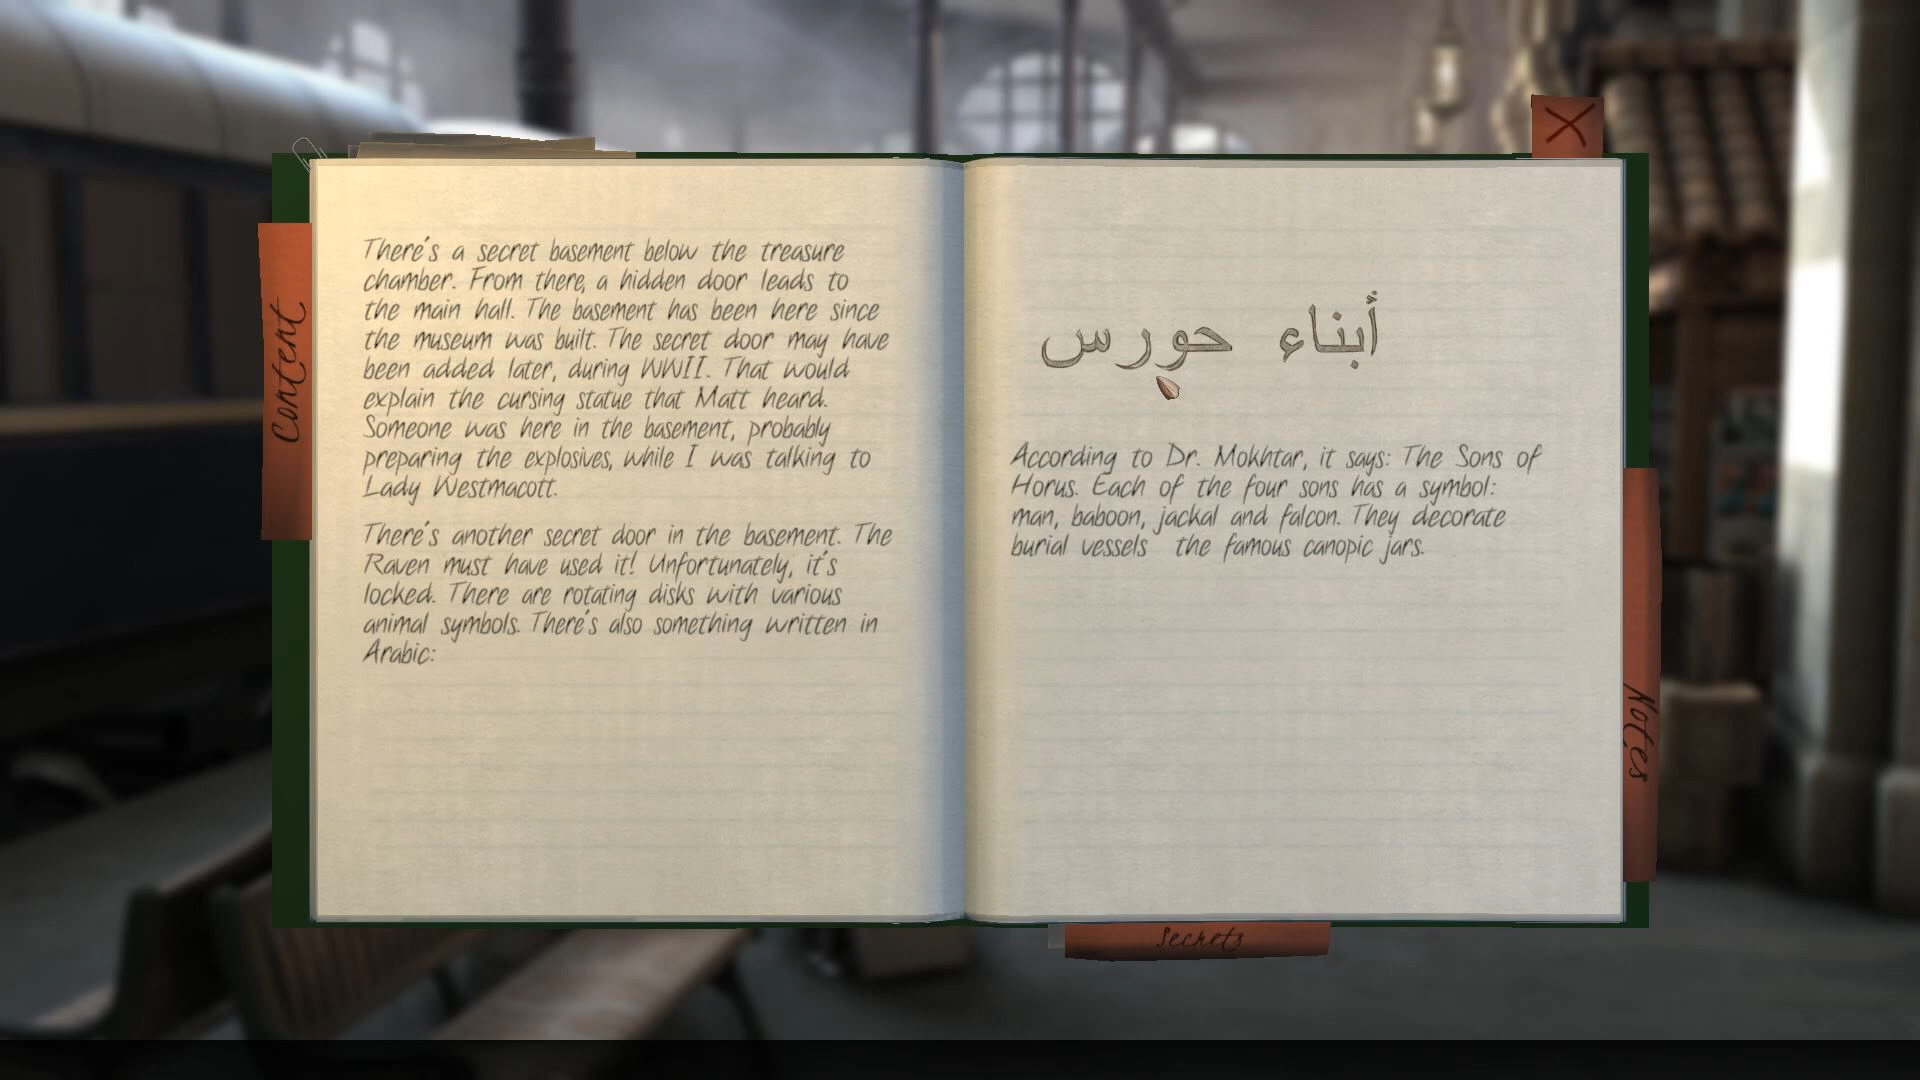 There's a secret basement below the treasure
chamber. From there, a hidden door leads to
the main hall. The basement has been here since
the museum was built. The secret door may have
been added later, during WWII. That would
explain the cursing statue that Matt heard.
Someone was here in the basement, probably
preparing the explosives, while I was talking to
Lady Westmacott.
There's another secret door in the basement. The
Raven must have used it! Unfortunately, it's
locked. There are rotating disks with various
animal symbols. There's also something written in
Arabic:
أبناء حورس
According to Dr. Mokhtar, it says: The Sons of
Horus. Each of the four sons has a symbol:
man, baboon, jackal and falcon. They decorate
burial vessels the famous canopic jars.
Content
Notes
Secrets